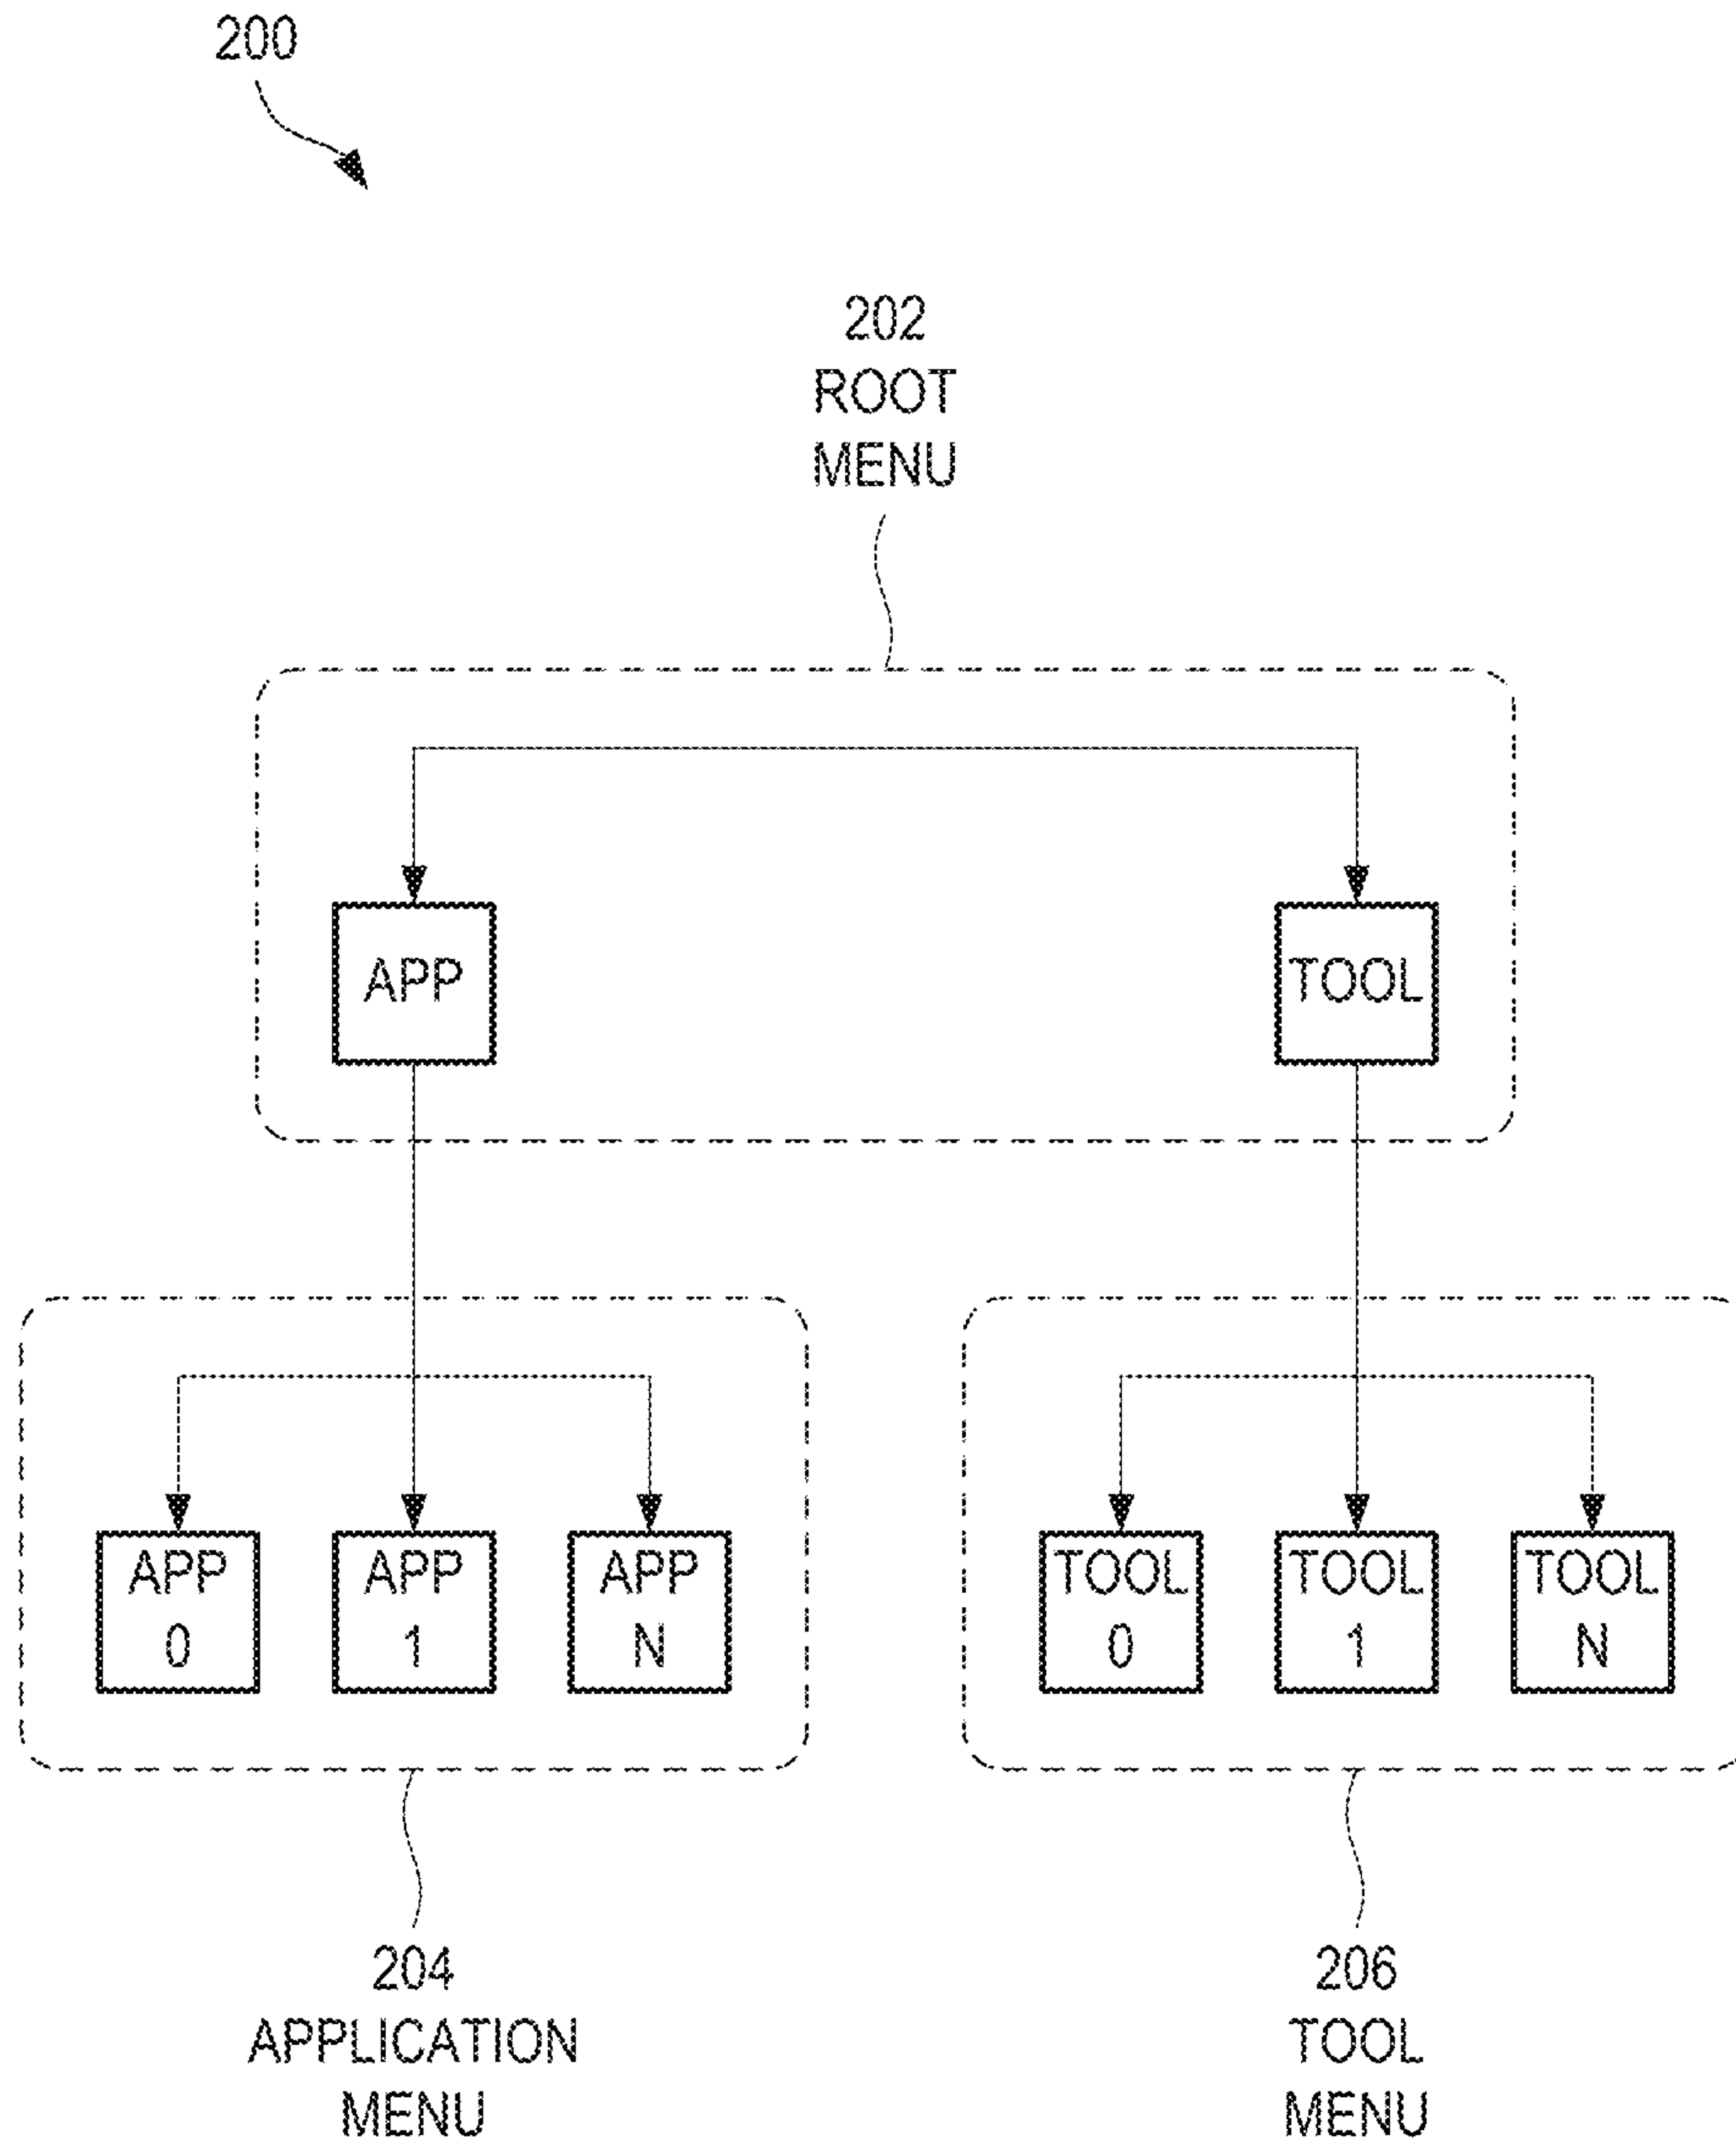 200
202
ROOT
MENU
APP
TOOL
APP
0
APP
1
APP
N
TOOL
0
TOOL
1
TOOL
N
204
APPLICATION
MENU
206
TOOL
MENU